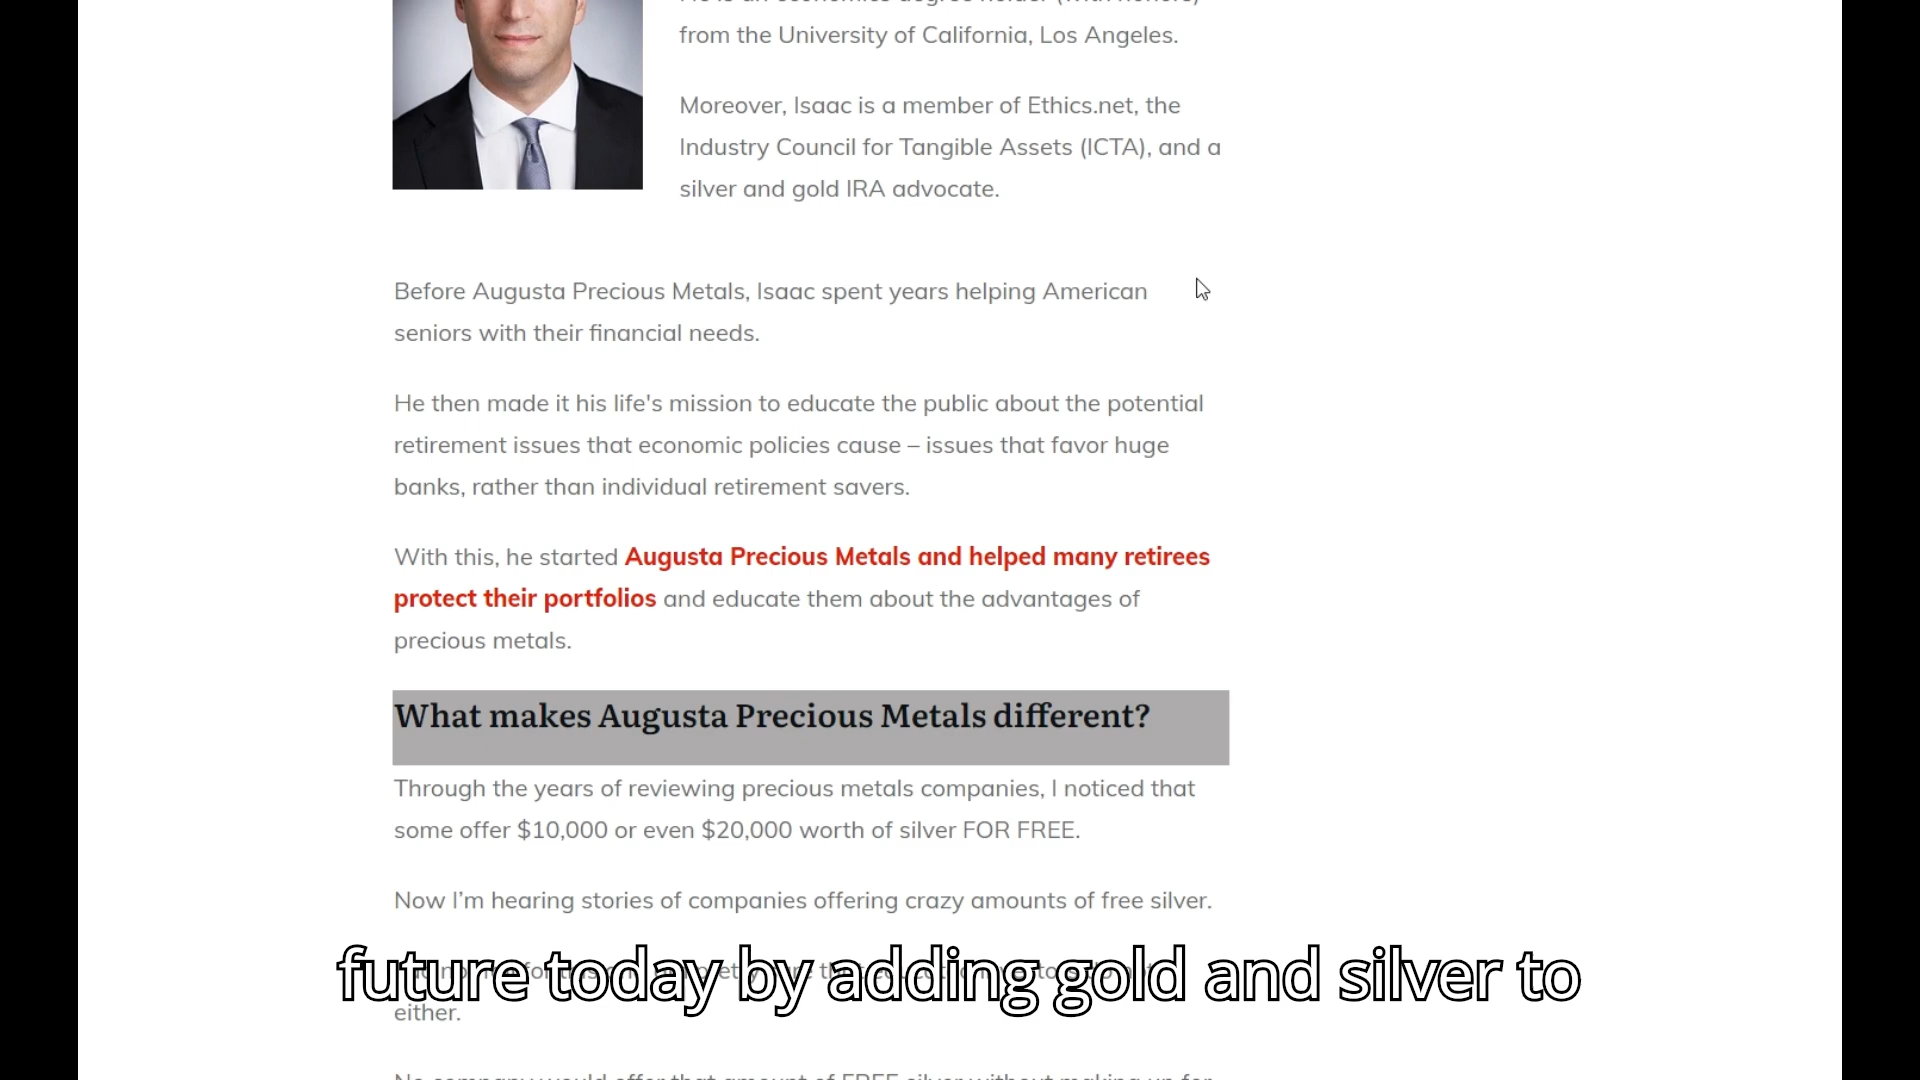 from the University of California, Los Angeles.
Moreover, Isaac is a member of Ethics.net, the
Industry Council for Tangible Assets (ICTA), and a
silver and gold IRA advocate.
Before Augusta Precious Metals, Isaac spent years helping American
seniors with their financial needs.
He then made it his life's mission to educate the public about the potential
retirement issues that economic policies cause – issues that favor huge
banks, rather than individual retirement savers.
With this, he started Augusta Precious Metals and helped many retirees
protect their portfolios and educate them about the advantages of
precious metals.
What makes Augusta Precious Metals different?
Through the years of reviewing precious metals companies, I noticed that
some offer $10,000 or even $20,000 worth of silver FOR FREE.
Now I’m hearing stories of companies offering crazy amounts of free silver.
future today by adding gold and silver to
either.